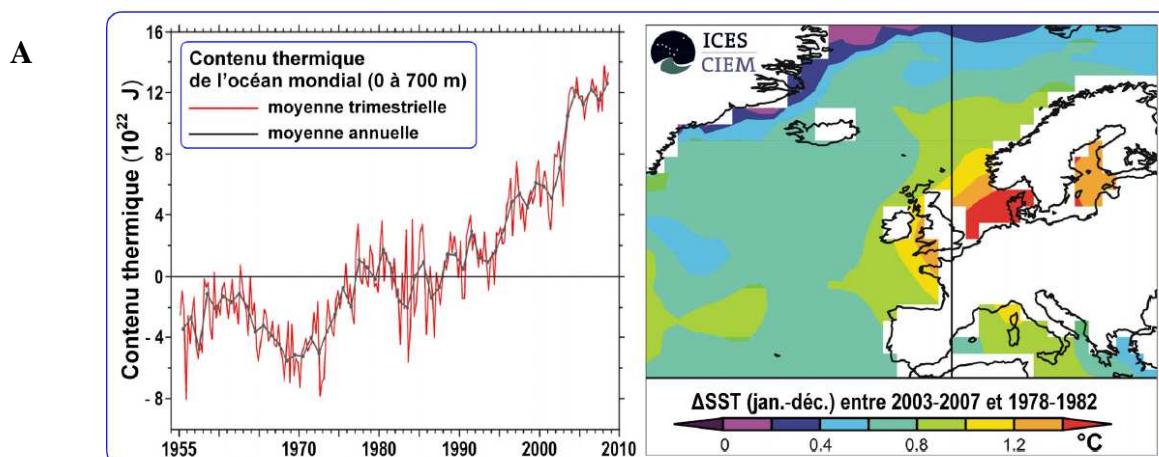 A
Contenu thermique (10²² J)
16
12
8
4
0
- 4
- 8
1955
1970
1980
1990
2000
2010
Contenu thermique
de l'océan mondial (0 à 700 m)
moyenne trimestrielle
moyenne annuelle
ICES
CIEM
ΔSST (jan.-déc.) entre 2003-2007 et 1978-1982
0
0.4
0.8
1.2
°C